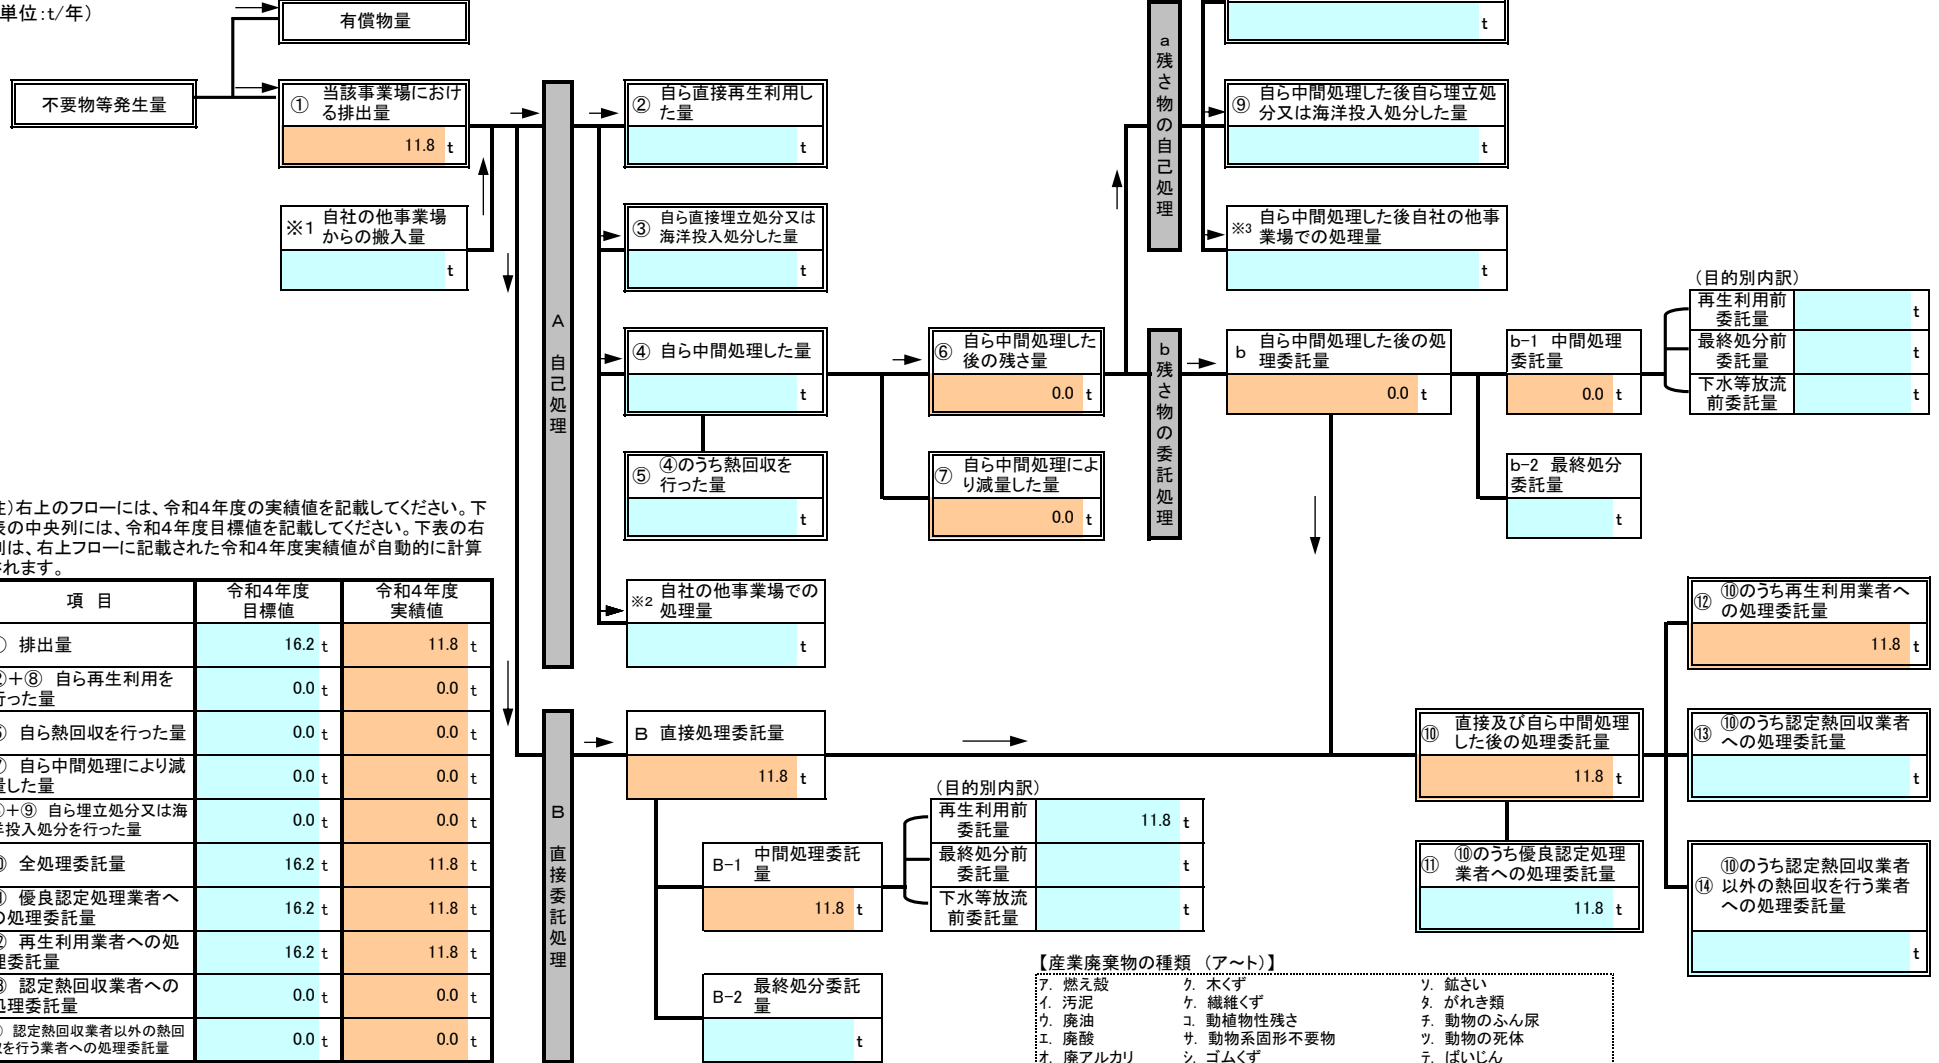 単位:t/年)
有償物量
不要物等発生量
① 当該事業場におけ
る排出量
11.8 t
※1 自社の他事業場
からの搬入量
t
A 自己処理
② 自ら直接再生利用し
た量
t
③ 自ら直接埋立処分又は
海洋投入処分した量
t
④ 自ら中間処理した量
t
⑤ ④のうち熱回収を
行った量
t
※2 自社の他事業場での
処理量
t
⑥ 自ら中間処理した
後の残さ量
0.0 t
⑦ 自ら中間処理によ
り減量した量
0.0 t
a 残さ物の自己処理
t
⑨ 自ら中間処理した後自ら埋立処
分又は海洋投入処分した量
t
※3 自ら中間処理した後自社の他事
業場での処理量
t
b 残さ物の委託処理
b 自ら中間処理した後の処
理委託量
0.0 t
b-1 中間処理
委託量
0.0 t
b-2 最終処分
委託量
t
(目的別内訳)
再生利用前
委託量
t
最終処分前
委託量
t
下水等放流
前委託量
t
注)右上のフローには、令和4年度の実績値を記載してください。下
表の中央列には、令和4年度目標値を記載してください。下表の右
列は、右上フローに記載された令和4年度実績値が自動的に計算
されます。
項 目
令和4年度
目標値
令和4年度
実績値
① 排出量 16.2 t 11.8 t
②+⑧ 自ら再生利用を
行った量
0.0 t 0.0 t
⑤ 自ら熱回収を行った量 0.0 t 0.0 t
⑦ 自ら中間処理により減
量した量
0.0 t 0.0 t
③+⑨ 自ら埋立処分又は海
洋投入処分を行った量
0.0 t 0.0 t
⑩ 全処理委託量 16.2 t 11.8 t
⑪ 優良認定処理業者へ
の処理委託量
16.2 t 11.8 t
⑫ 再生利用業者への処
理委託量
16.2 t 11.8 t
⑬ 認定熱回収業者への
処理委託量
0.0 t 0.0 t
⑭ 認定熱回収業者以外の熱回
収を行う業者への処理委託量
0.0 t 0.0 t
B 直接委託処理
B 直接処理委託量
11.8 t
B-1 中間処理委託
量
11.8 t
B-2 最終処分委託
量
t
(目的別内訳)
再生利用前
委託量
11.8 t
最終処分前
委託量
t
下水等放流
前委託量
t
⑩ 直接及び自ら中間処理
した後の処理委託量
11.8 t
⑪ ⑩のうち優良認定処理
業者への処理委託量
11.8 t
⑫ ⑩のうち再生利用業者へ
の処理委託量
11.8 t
⑬ ⑩のうち認定熱回収業者
への処理委託量
t
⑭ ⑩のうち認定熱回収業者
以外の熱回収を行う業者
への処理委託量
t
【産業廃棄物の種類 (ア~ト)】
ア. 燃え殻 ク. 木くず ソ. 鉱さい
イ. 汚泥 ケ. 繊維くず タ. がれき類
ウ. 廃油 コ. 動植物性残さ チ. 動物のふん尿
エ. 廃酸 サ. 動物系固形不要物 ツ. 動物の死体
オ. 廃アルカリ シ. ゴムくず テ. ばいじん